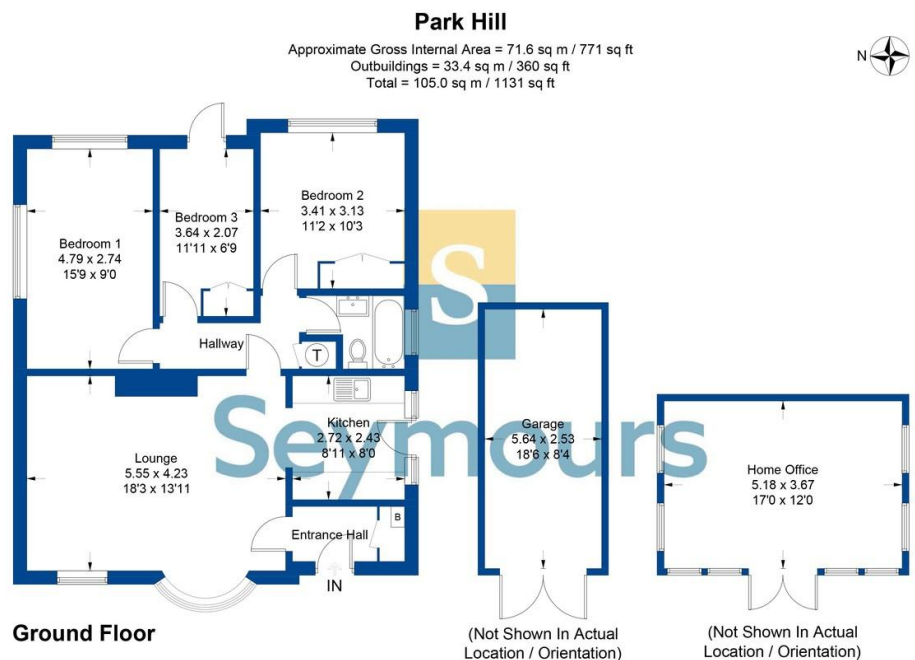 Park Hill
Approximate Gross Internal Area = 71.6 sq m / 771 sq ft
Outbuildings = 33.4 sq m / 360 sq ft
Total = 105.0 sq m / 1131 sq ft
N
Bedroom 1
4.79 x 2.74
15'9 x 9'0
Bedroom 3
3.64 x 2.07
11'11 x 6'9
Bedroom 2
3.41 x 3.13
11'2 x 10'3
S
Hallway
T
Kitchen
2.72 x 2.43
8'11 x 8'0
Lounge
5.55 x 4.23
18'3 x 13'11
Seymours
Garage
5.64 x 2.53
18'6 x 8'4
Home Office
5.18 x 3.67
17'0 x 12'0
Entrance Hall
B
IN
Ground Floor
(Not Shown In Actual
Location / Orientation)
(Not Shown In Actual
Location / Orientation)